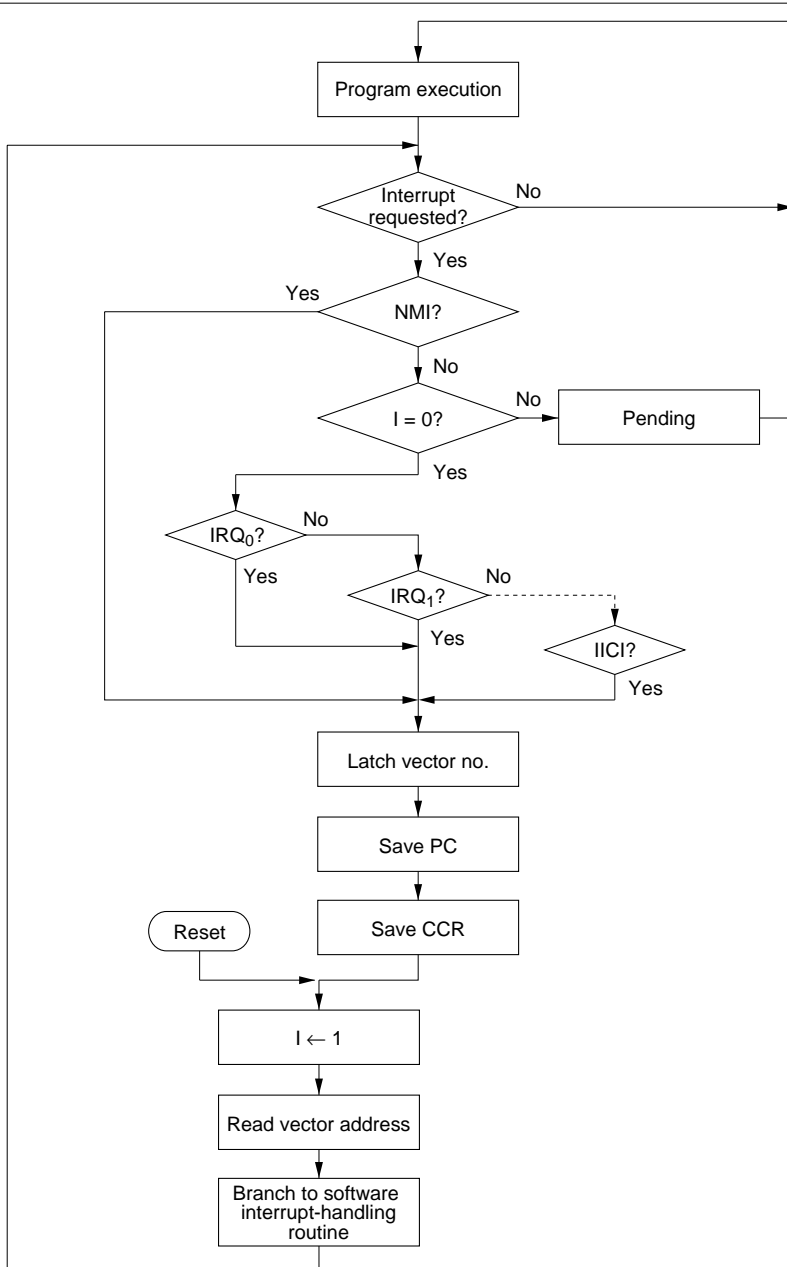 Program execution
Interrupt
requested?
No
Yes
Yes
NMI?
No
I = 0?
No
Pending
Yes
IRQ0?
No
Yes
IRQ1?
No
Yes
IICI?
Yes
Latch vector no.
Save PC
Save CCR
Reset
I ← 1
Read vector address
Branch to software
interrupt-handling
routine